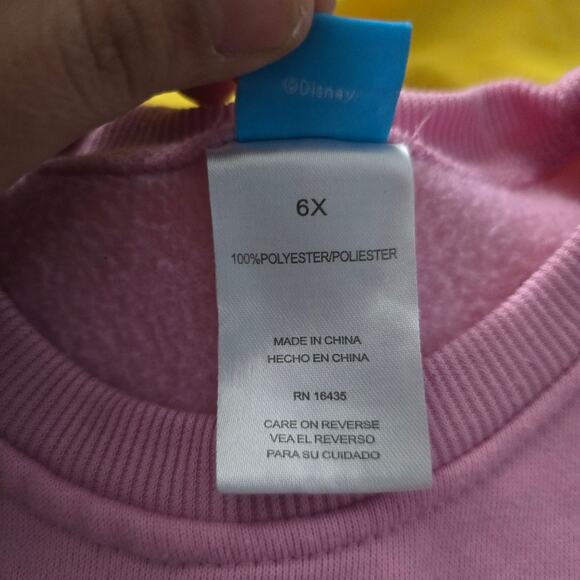 ©Disney
6X
100%POLYESTER/POLIESTER
MADE IN CHINA
HECHO EN CHINA
RN 16435
CARE ON REVERSE
VEA EL REVERSO
PARA SU CUIDADO